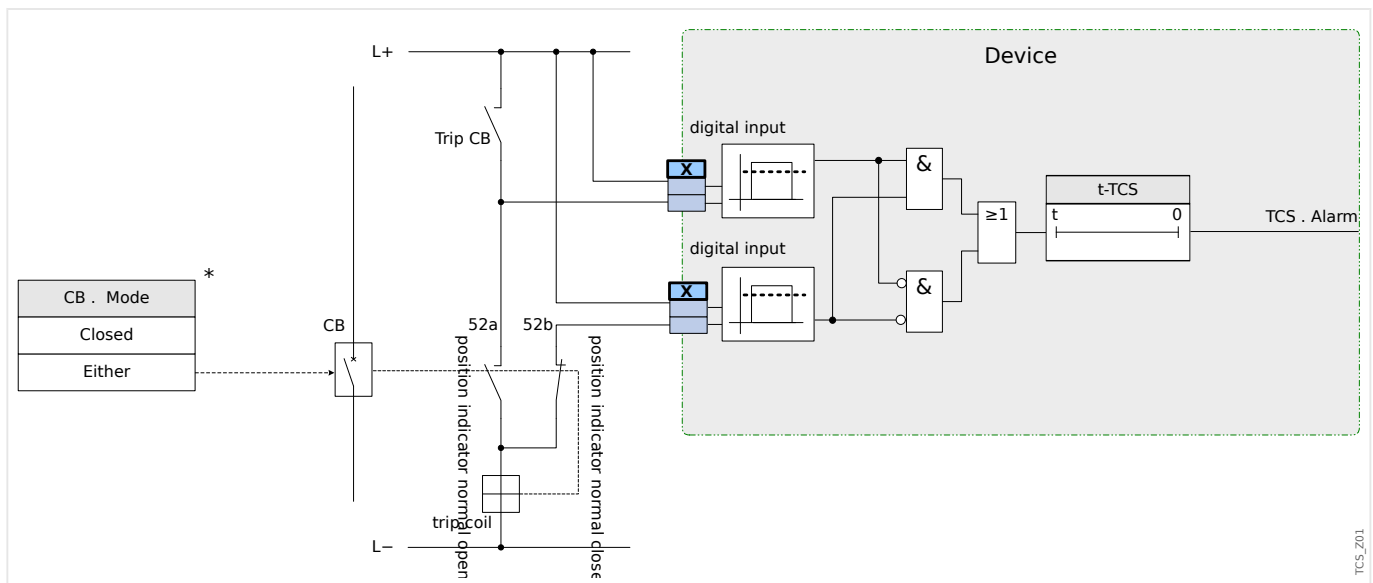 L+
Device
digital input
Trip CB
X
&
t-TCS
≥1
t
0
TCS . Alarm
digital input
*
X
&
CB . Mode
Closed
Either
CB
52a
52b
position indicator normal open
position indicator normal close
trip coil
L−
TCS_Z01